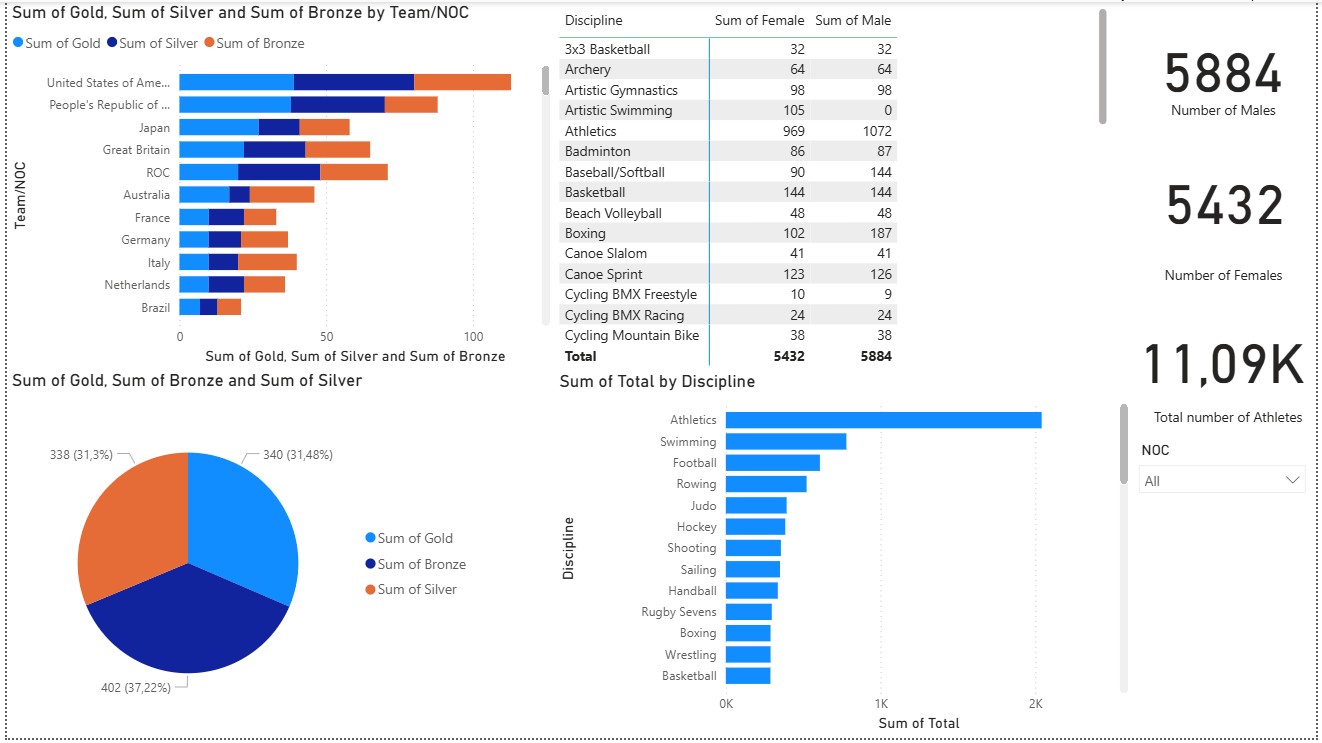 Sum of Gold, Sum of Silver and Sum of Bronze by Team/NOC
Sum of Gold Sum of Silver Sum of Bronze
Team/NOC
United States of Ame...
People's Republic of ...
Japan
Great Britain
ROC
Australia
France
Germany
Italy
Netherlands
Brazil
0 50 100
Sum of Gold, Sum of Silver and Sum of Bronze
Discipline Sum of Female Sum of Male
3x3 Basketball 32 32
Archery 64 64
Artistic Gymnastics 98 98
Artistic Swimming 105 0
Athletics 969 1072
Badminton 86 87
Baseball/Softball 90 144
Basketball 144 144
Beach Volleyball 48 48
Boxing 102 187
Canoe Slalom 41 41
Canoe Sprint 123 126
Cycling BMX Freestyle 10 9
Cycling BMX Racing 24 24
Cycling Mountain Bike 38 38
Total 5432 5884
5884
Number of Males
5432
Number of Females
11,09K
Total number of Athletes
NOC
All
Sum of Gold, Sum of Bronze and Sum of Silver
338 (31,3%)
340 (31,48%)
402 (37,22%)
Sum of Gold
Sum of Bronze
Sum of Silver
Sum of Total by Discipline
Discipline
Athletics
Swimming
Football
Rowing
Judo
Hockey
Shooting
Sailing
Handball
Rugby Sevens
Boxing
Wrestling
Basketball
0K 1K 2K
Sum of Total